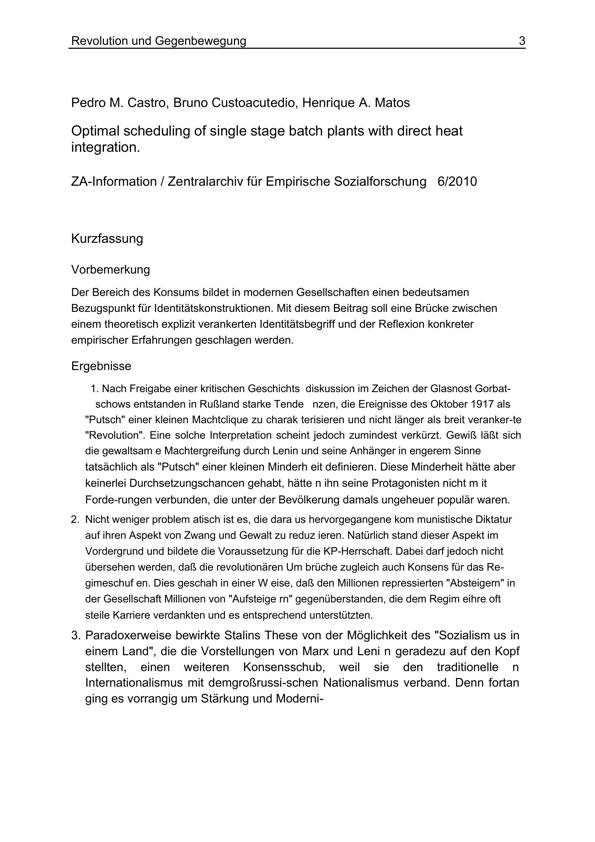 Revolution und Gegenbewegung 3
Pedro M. Castro, Bruno Custoacutedio, Henrique A. Matos
Optimal scheduling of single stage batch plants with direct heat
integration.
ZA-Information / Zentralarchiv für Empirische Sozialforschung 6/2010
Kurzfassung
Vorbemerkung
Der Bereich des Konsums bildet in modernen Gesellschaften einen bedeutsamen
Bezugspunkt für Identitätskonstruktionen. Mit diesem Beitrag soll eine Brücke zwischen
einem theoretisch explizit verankerten Identitätsbegriff und der Reflexion konkreter
empirischer Erfahrungen geschlagen werden.
Ergebnisse
1. Nach Freigabe einer kritischen Geschichts diskussion im Zeichen der Glasnost Gorbat-
schows entstanden in Rußland starke Tende nzen, die Ereignisse des Oktober 1917 als
"Putsch" einer kleinen Machtclique zu charak terisieren und nicht länger als breit veranker-te
"Revolution". Eine solche Interpretation scheint jedoch zumindest verkürzt. Gewiß läßt sich
die gewaltsam e Machtergreifung durch Lenin und seine Anhänger in engerem Sinne
tatsächlich als "Putsch" einer kleinen Minderh eit definieren. Diese Minderheit hätte aber
keinerlei Durchsetzungschancen gehabt, hätte n ihn seine Protagonisten nicht m it
Forde-rungen verbunden, die unter der Bevölkerung damals ungeheuer populär waren.
2. Nicht weniger problem atisch ist es, die dara us hervorgegangene kom munistische Diktatur
auf ihren Aspekt von Zwang und Gewalt zu reduz ieren. Natürlich stand dieser Aspekt im
Vordergrund und bildete die Voraussetzung für die KP-Herrschaft. Dabei darf jedoch nicht
übersehen werden, daß die revolutionären Um brüche zugleich auch Konsens für das Re-
gimeschuf en. Dies geschah in einer W eise, daß den Millionen repressierten "Absteigern" in
der Gesellschaft Millionen von "Aufsteige rn" gegenüberstanden, die dem Regim eihre oft
steile Karriere verdankten und es entsprechend unterstützten.
3. Paradoxerweise bewirkte Stalins These von der Möglichkeit des "Sozialism us in
einem Land", die die Vorstellungen von Marx und Leni n geradezu auf den Kopf
stellten, einen weiteren Konsensschub, weil sie den traditionelle n
Internationalismus mit demgroßrussi-schen Nationalismus verband. Denn fortan
ging es vorrangig um Stärkung und Moderni-